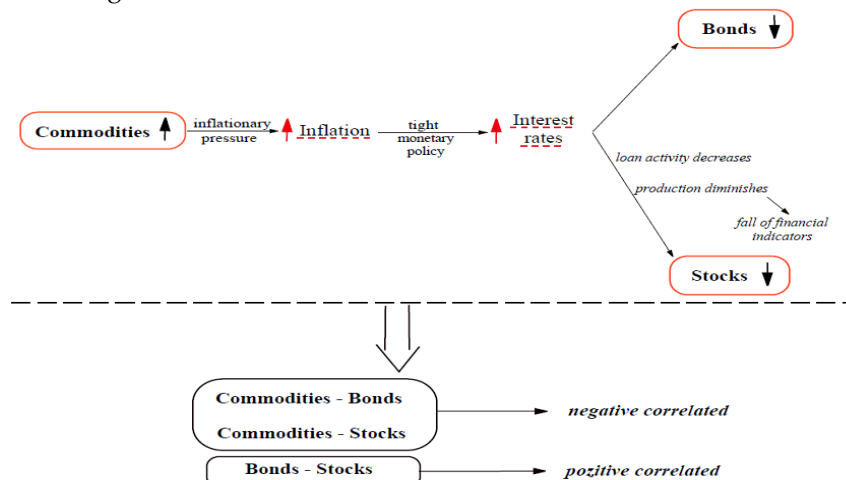 Bonds
Commodities
inflationary
pressure
Inflation
tight
monetary
policy
Interest
rates
loan activity decreases
production diminishes
fall of financial
indicators
Stocks
Commodities - Bonds
Commodities - Stocks
negative correlated
Bonds - Stocks
pozitive correlated